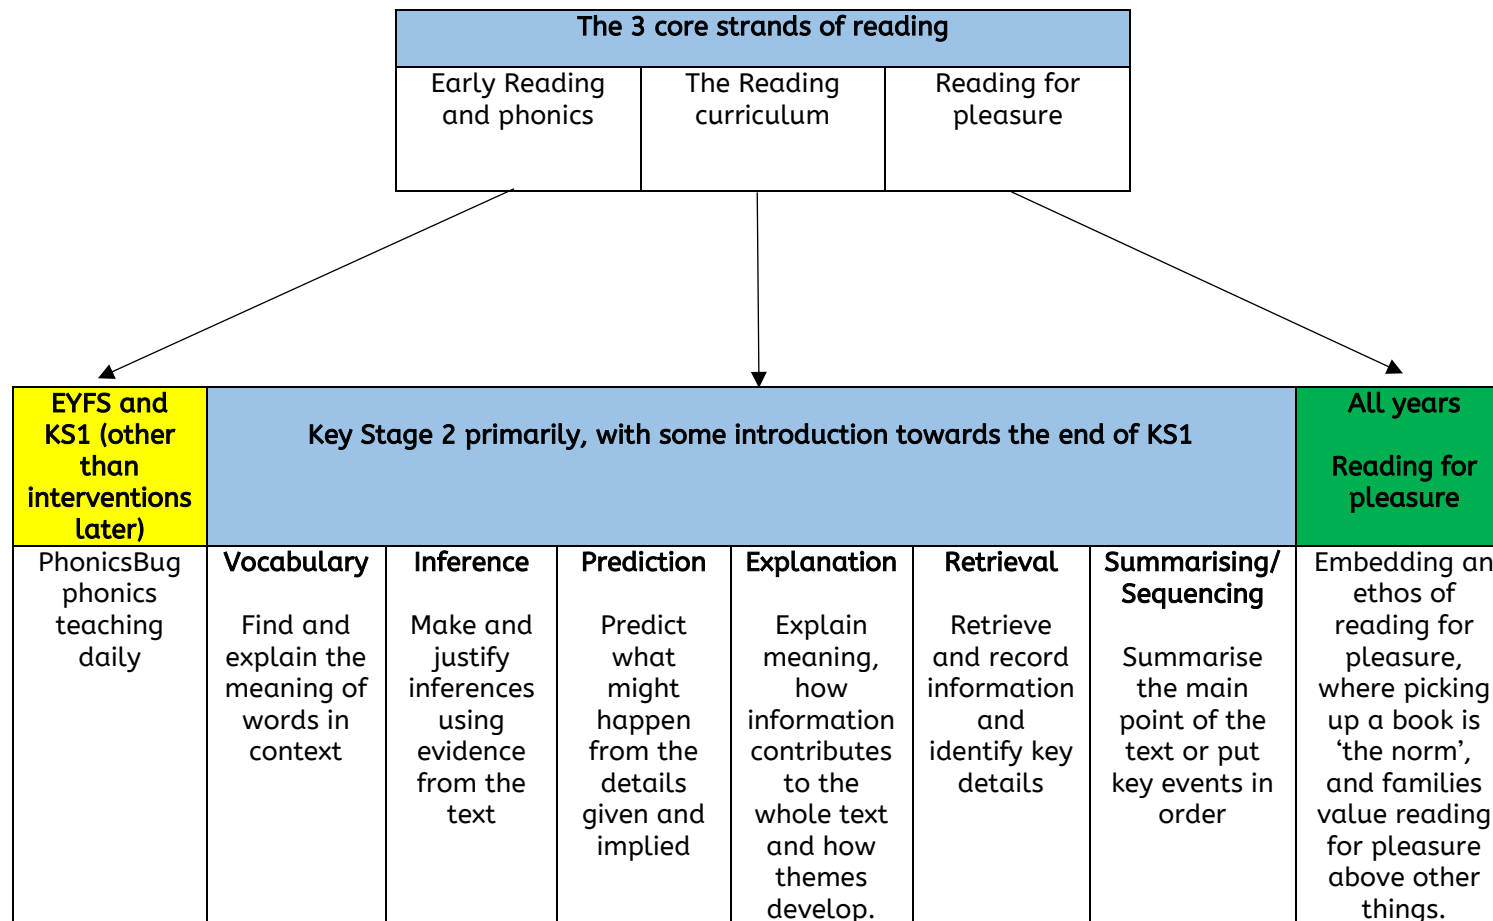 The 3 core strands of reading
Early Reading
and phonics
The Reading
curriculum
Reading for
pleasure
EYFS and
KS1 (other
than
interventions
later)
Key Stage 2 primarily, with some introduction towards the end of KS1
All years
Reading for
pleasure
PhonicsBug
phonics
teaching
daily
Vocabulary
Find and
explain the
meaning of
words in
context
Inference
Make and
justify
inferences
using
evidence
from the
text
Prediction
Predict
what
might
happen
from the
details
given and
implied
Explanation
Explain
meaning,
how
information
contributes
to the
whole text
and how
themes
develop.
Retrieval
Retrieve
and record
information
and
identify key
details
Summarising/
Sequencing
Summarise
the main
point of the
text or put
key events in
order
Embedding an
ethos of
reading for
pleasure,
where picking
up a book is
‘the norm’,
and families
value reading
for pleasure
above other
things.